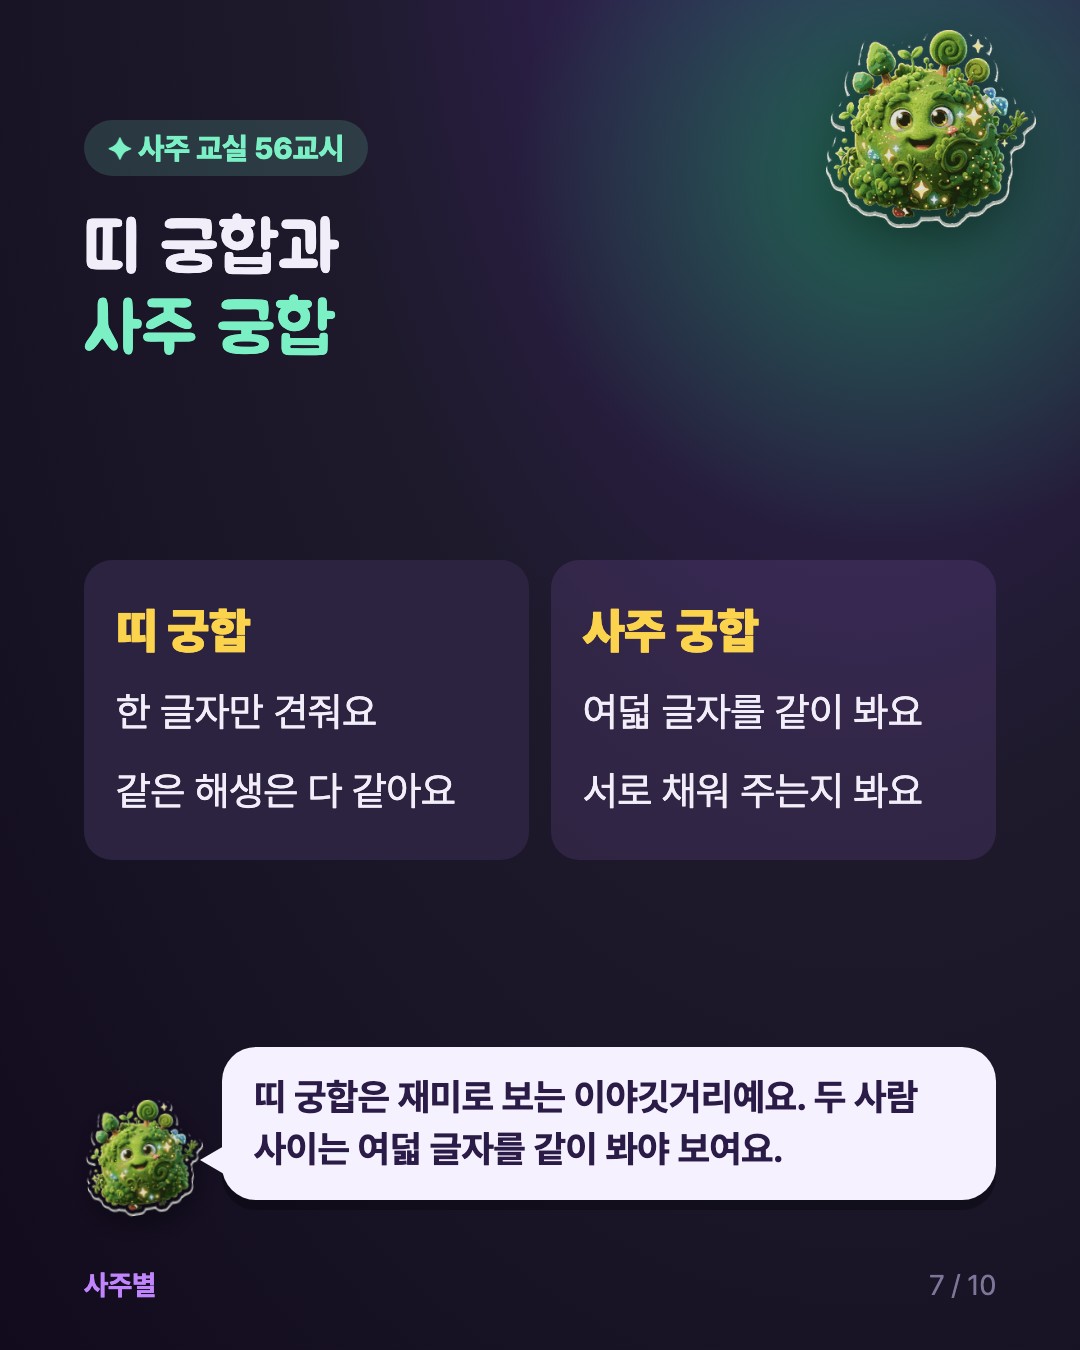 ✦ 사주 교실 56교시
띠 궁합과
사주 궁합
띠 궁합
한 글자만 견줘요
같은 해생은 다 같아요
사주 궁합
여덟 글자를 같이 봐요
서로 채워 주는지 봐요
띠 궁합은 재미로 보는 이야깃거리예요. 두 사람
사이는 여덟 글자를 같이 봐야 보여요.
사주별
7 / 10